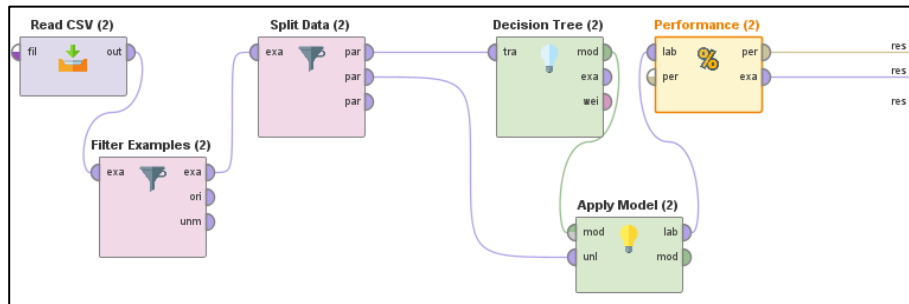 Read CSV (2)
fil
out
Filter Examples (2)
exa
exa
ori
unm
Split Data (2)
exa
par
par
par
Decision Tree (2)
tra
mod
exa
wei
Apply Model (2)
mod
lab
unl
mod
Performance (2)
%
lab
per
per
exa
res
res
res